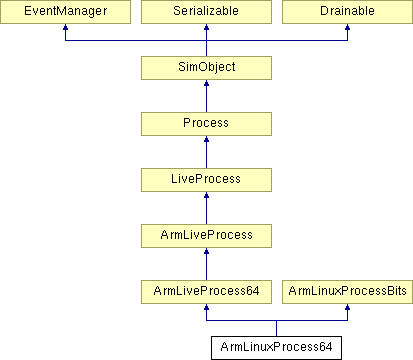 EventManager Serializable Drainable
SimObject
Process
LiveProcess
ArmLiveProcess
ArmLiveProcess64 ArmLinuxProcessBits
ArmLinuxProcess64